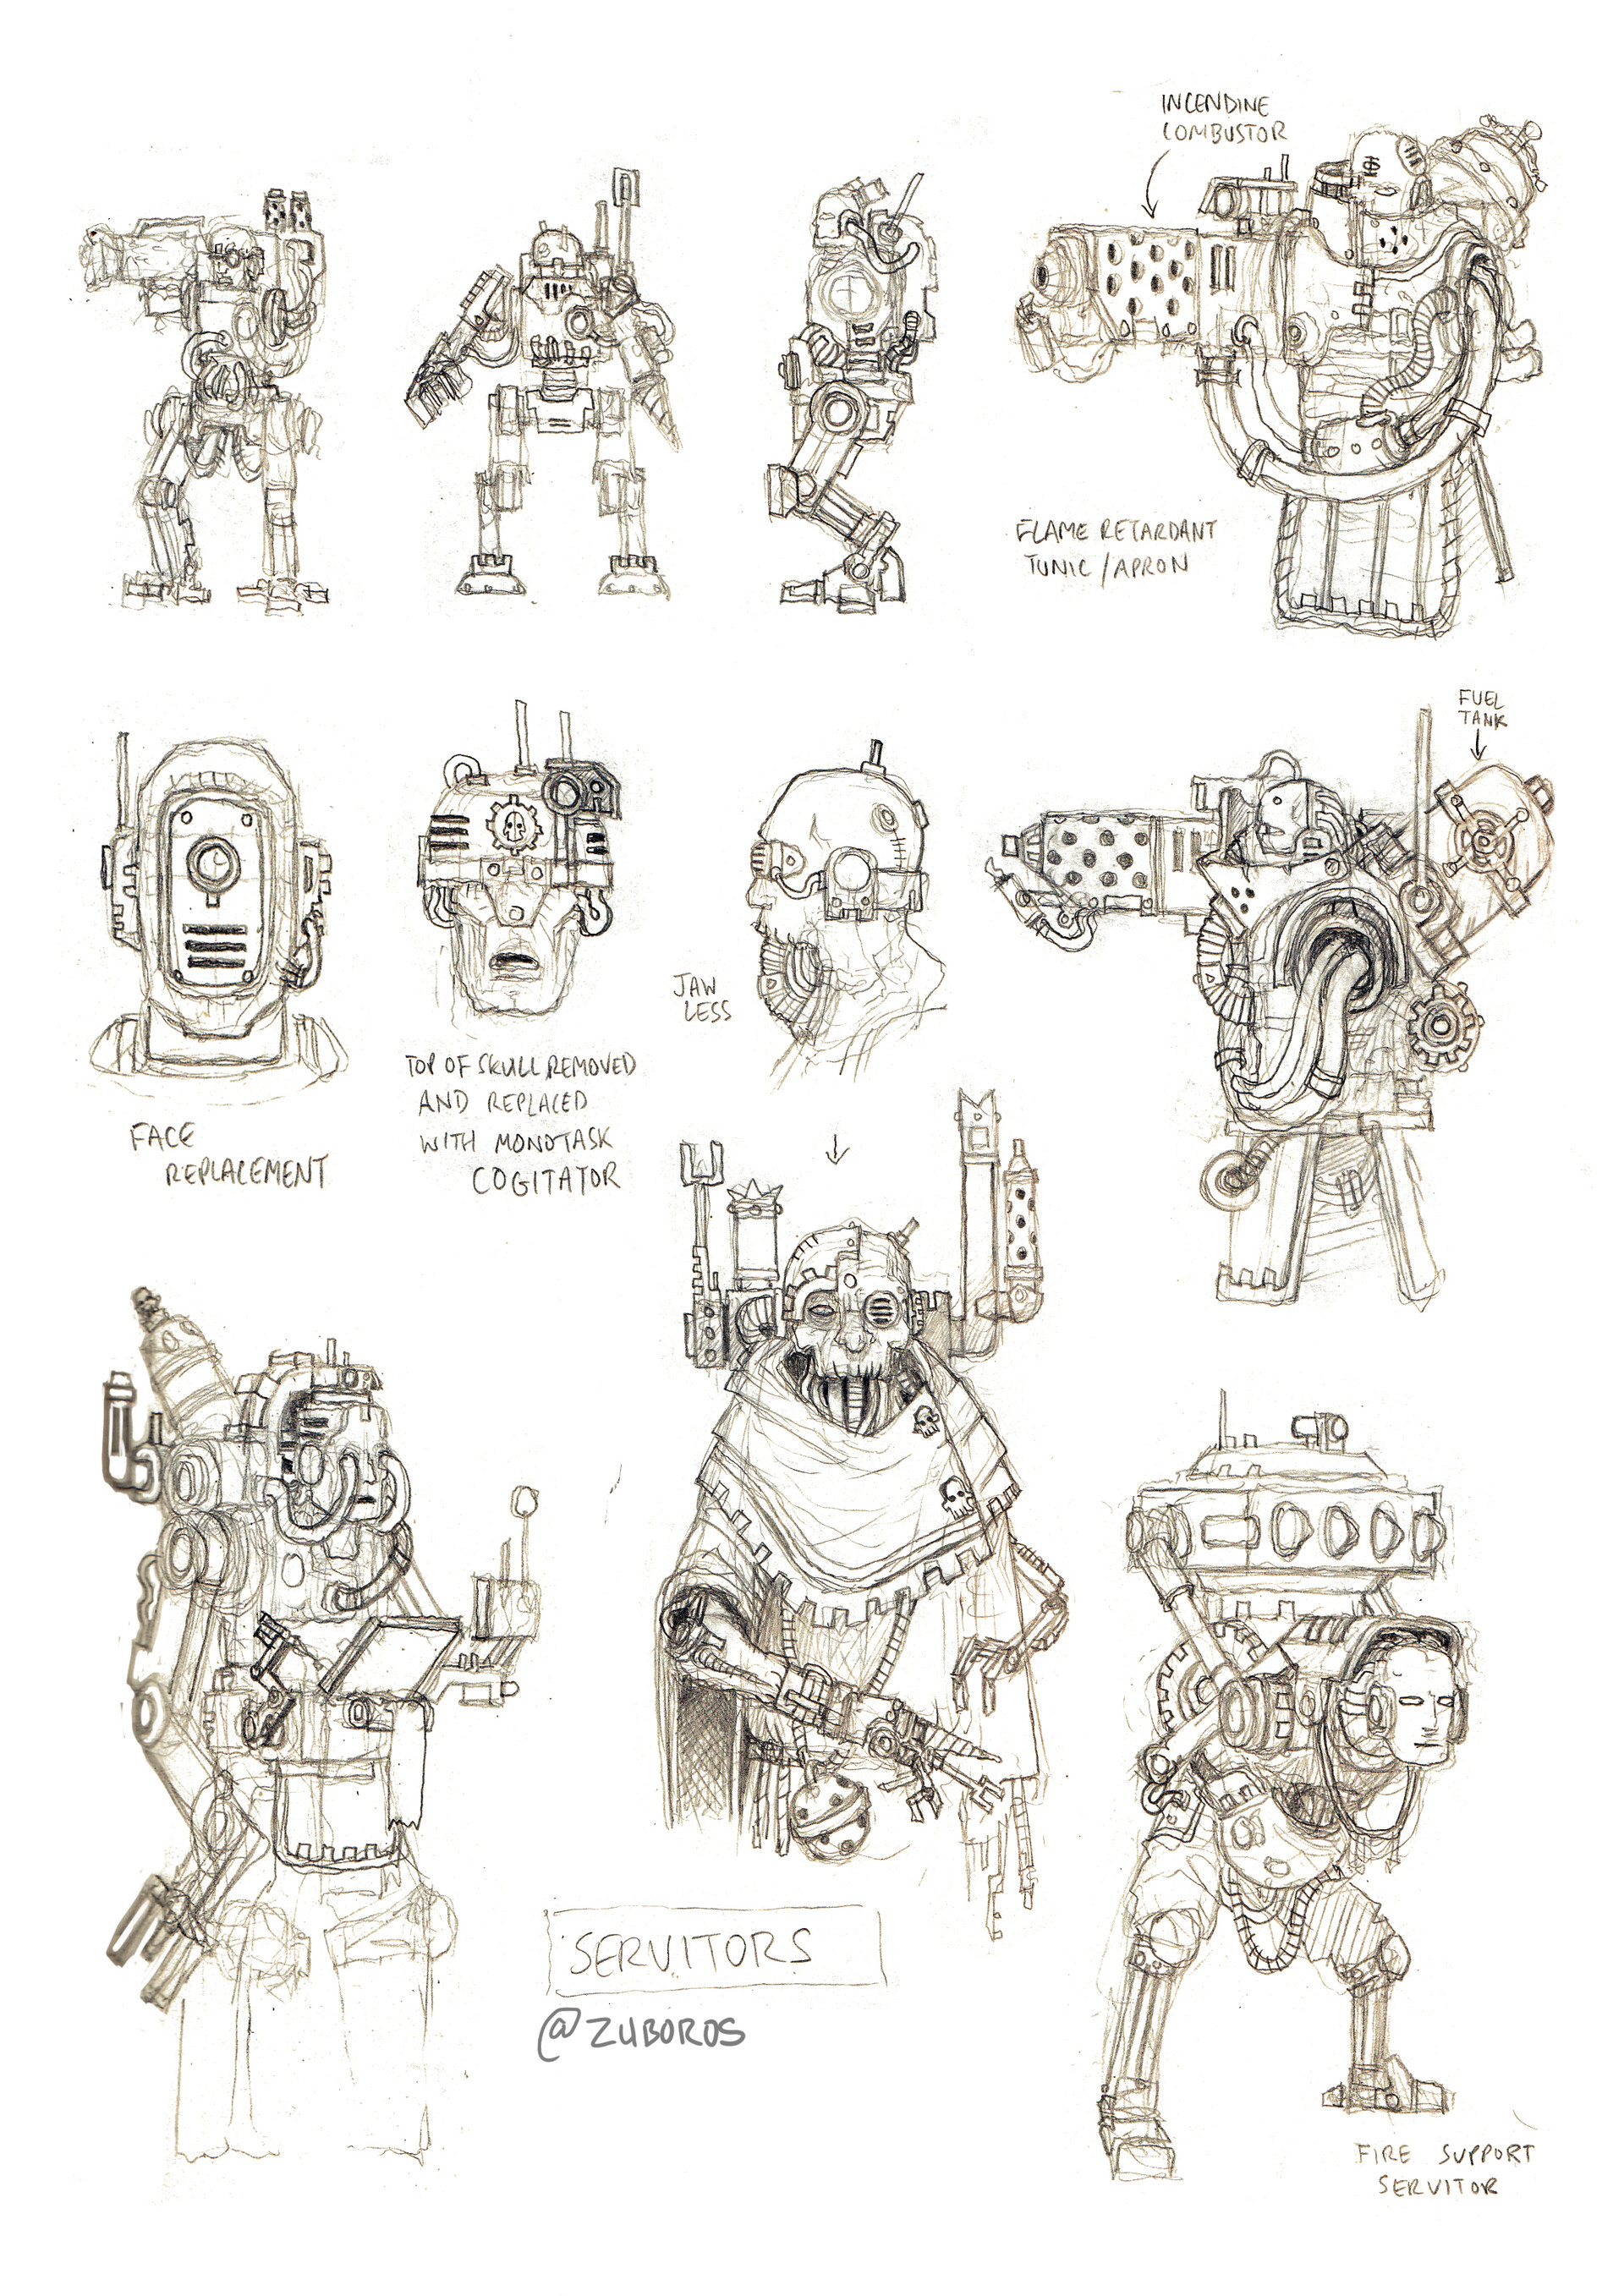 INCENDINE
COMBUSTOR
FLAME RETARDANT
TUNIC / APRON
FUEL
TANK
FACE
REPLACEMENT
TOP OF SKULL REMOVED
AND REPLACED
WITH MONOTASK
COGITATOR
JAW
LESS
SERVITORS
@ZUBOROS
FIRE SUPPORT
SERVITOR